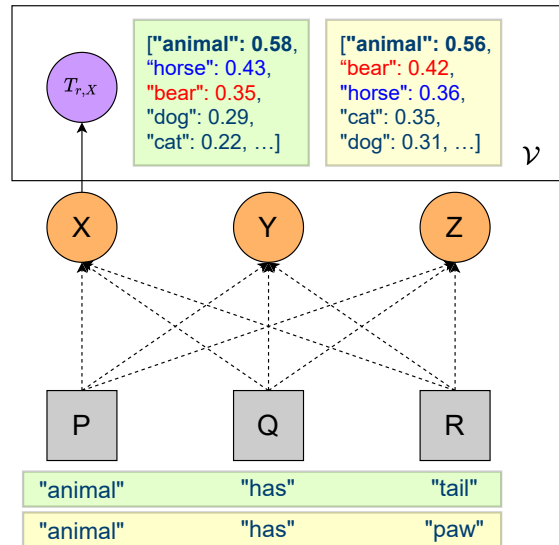 ["animal": 0.58,
“horse": 0.43,
"bear": 0.35,
"dog": 0.29,
"cat": 0.22, …]
["animal": 0.56,
“bear": 0.42,
"horse": 0.36,
"cat": 0.35,
"dog": 0.31, …]
T_{r,X}
𝒱
X Y Z
P Q R
"animal" "has" "tail"
"animal" "has" "paw"